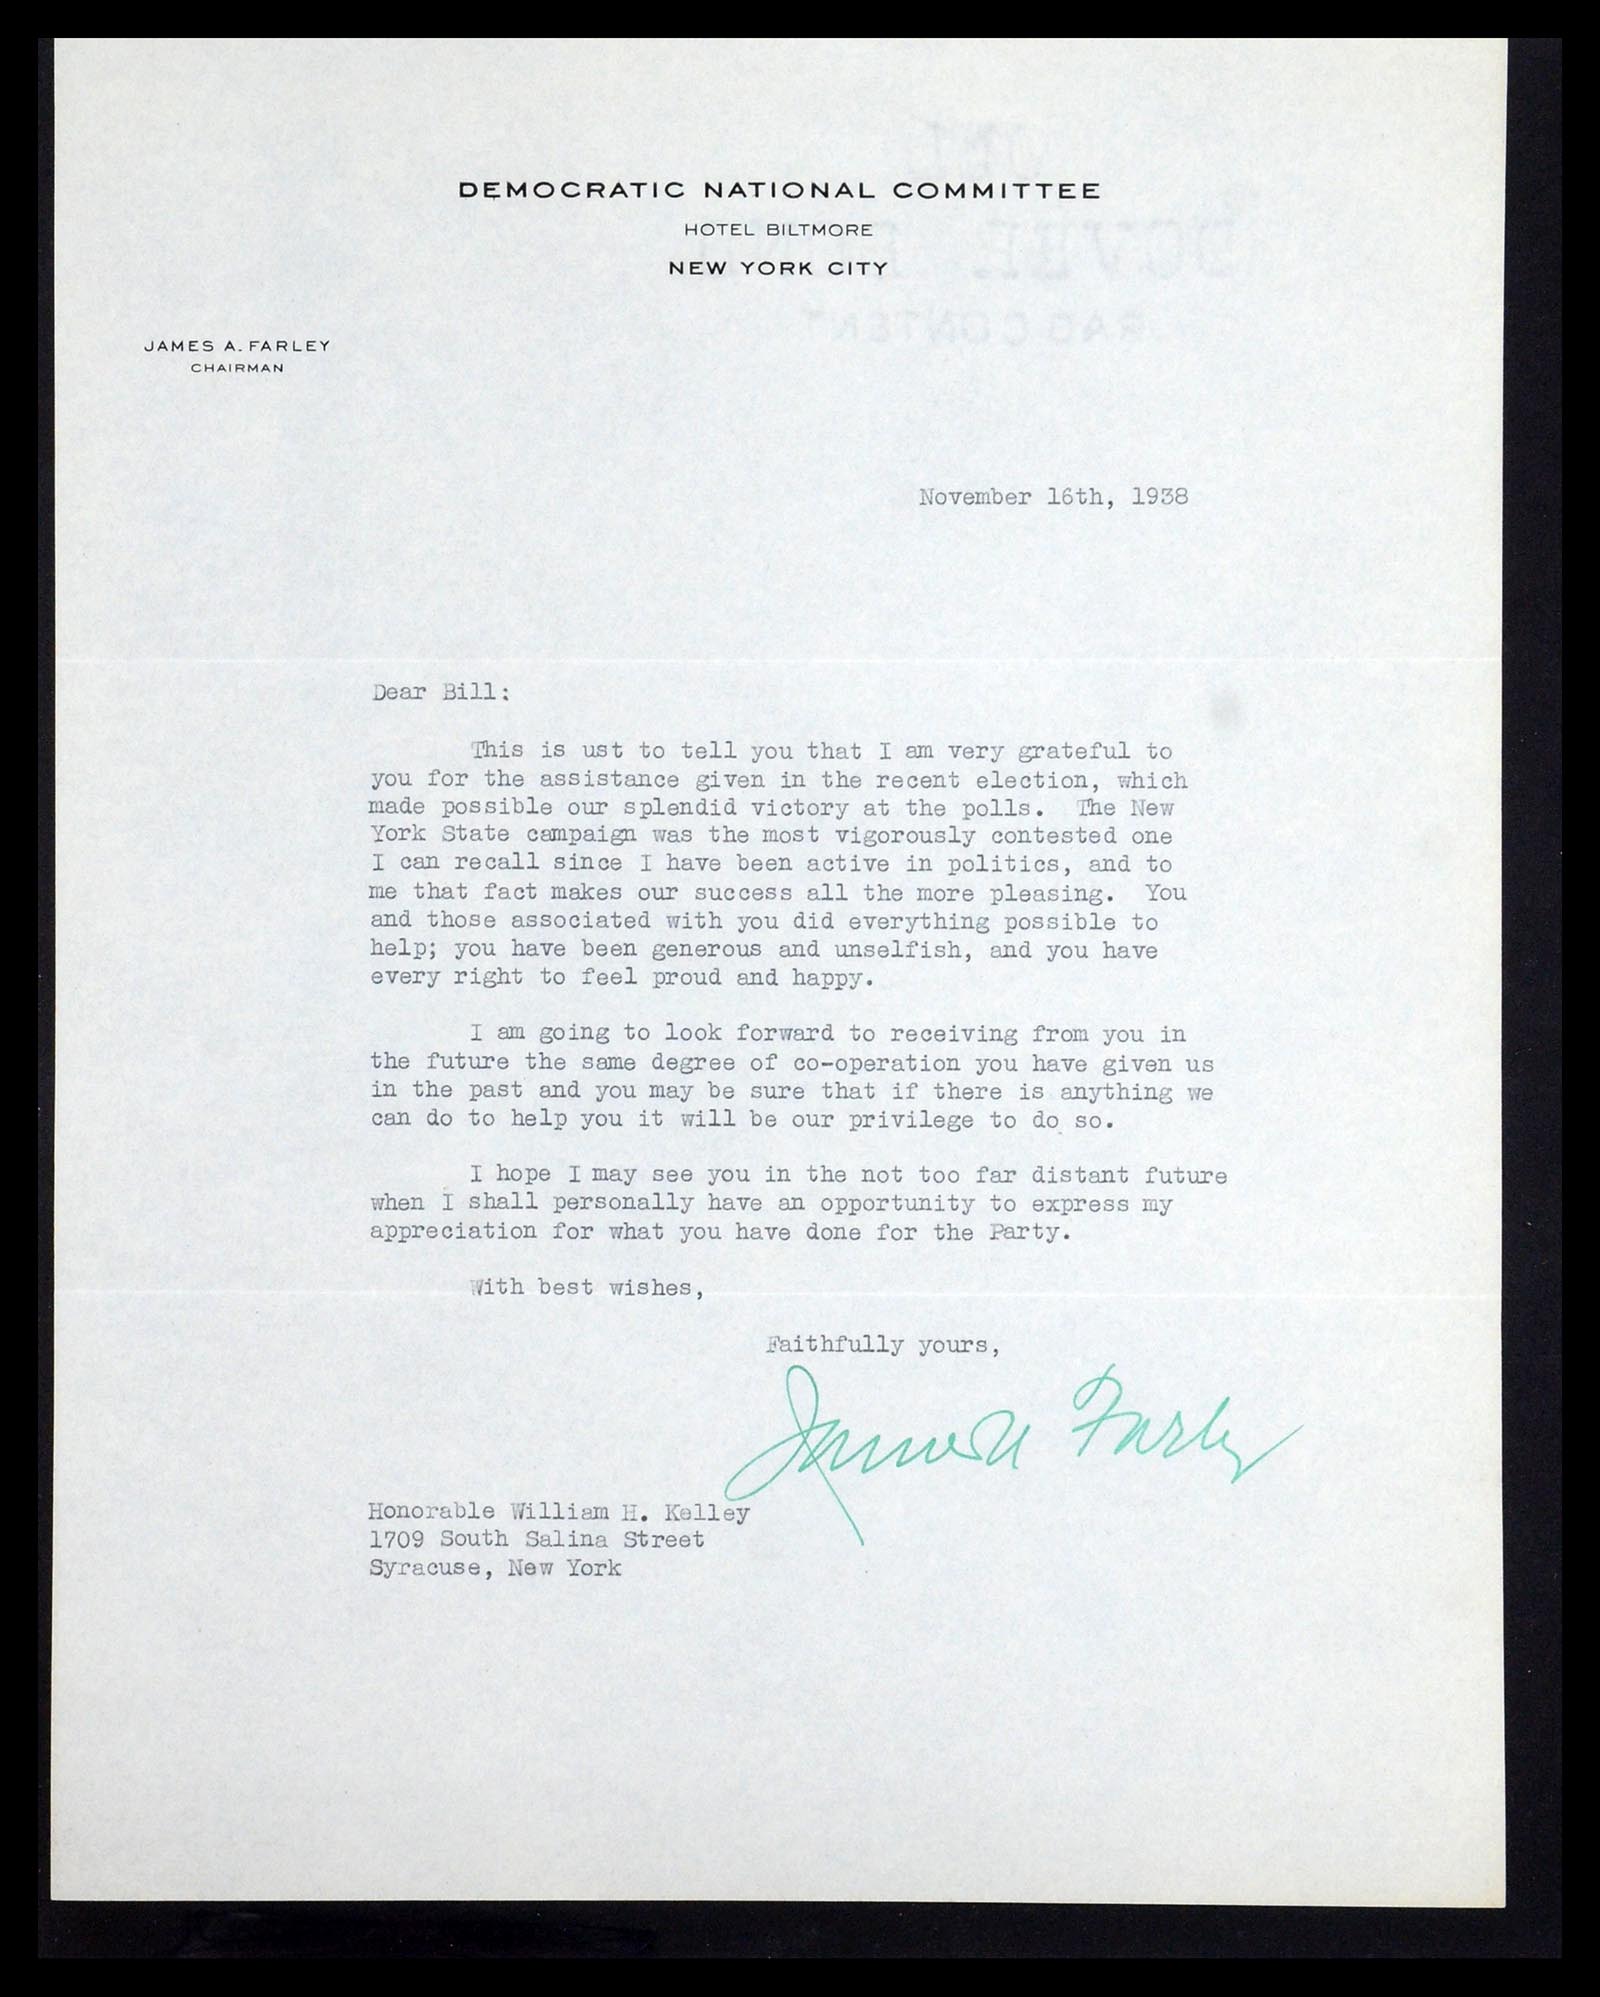 DEMOCRATIC NATIONAL COMMITTEE
HOTEL BILTMORE
NEW YORK CITY
JAMES A. FARLEY
CHAIRMAN
November 16th, 1938
Dear Bill:
This is ust to tell you that I am very grateful to
you for the assistance given in the recent election, which
made possible our splendid victory at the polls. The New
York State campaign was the most vigorously contested one
I can recall since I have been active in politics, and to
me that fact makes our success all the more pleasing. You
and those associated with you did everything possible to
help; you have been generous and unselfish, and you have
every right to feel proud and happy.
I am going to look forward to receiving from you in
the future the same degree of co-operation you have given us
in the past and you may be sure that if there is anything we
can do to help you it will be our privilege to do so.
I hope I may see you in the not too far distant future
when I shall personally have an opportunity to express my
appreciation for what you have done for the Party.
With best wishes,
Faithfully yours,
James A Farley
Honorable William H. Kelley
1709 South Salina Street
Syracuse, New York
RAG CONTENT